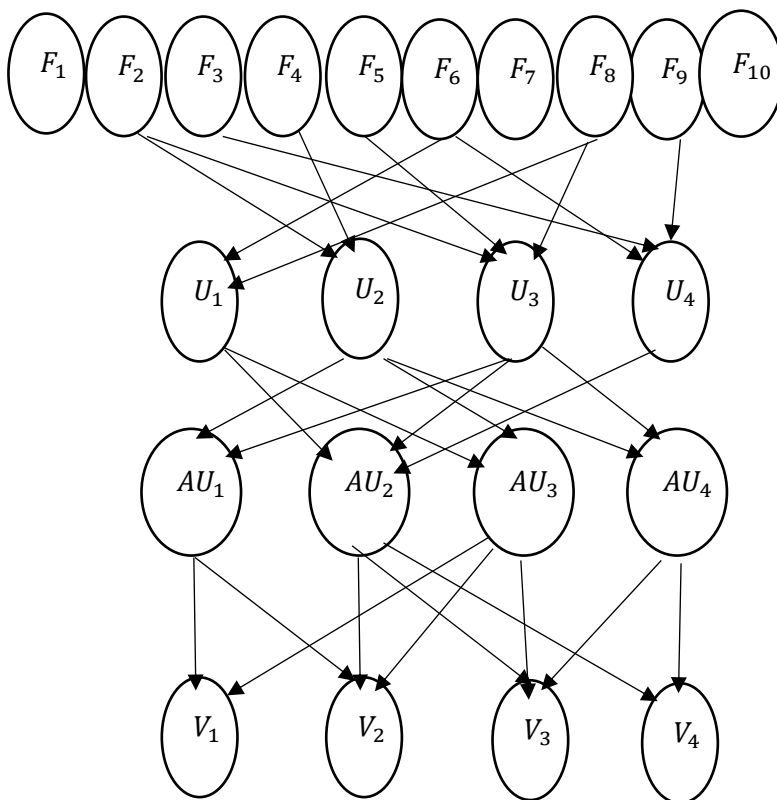 F₁ F₂ F₃ F₄ F₅ F₆ F₇ F₈ F₉ F₁₀
U₁ U₂ U₃ U₄
AU₁ AU₂ AU₃ AU₄
V₁ V₂ V₃ V₄